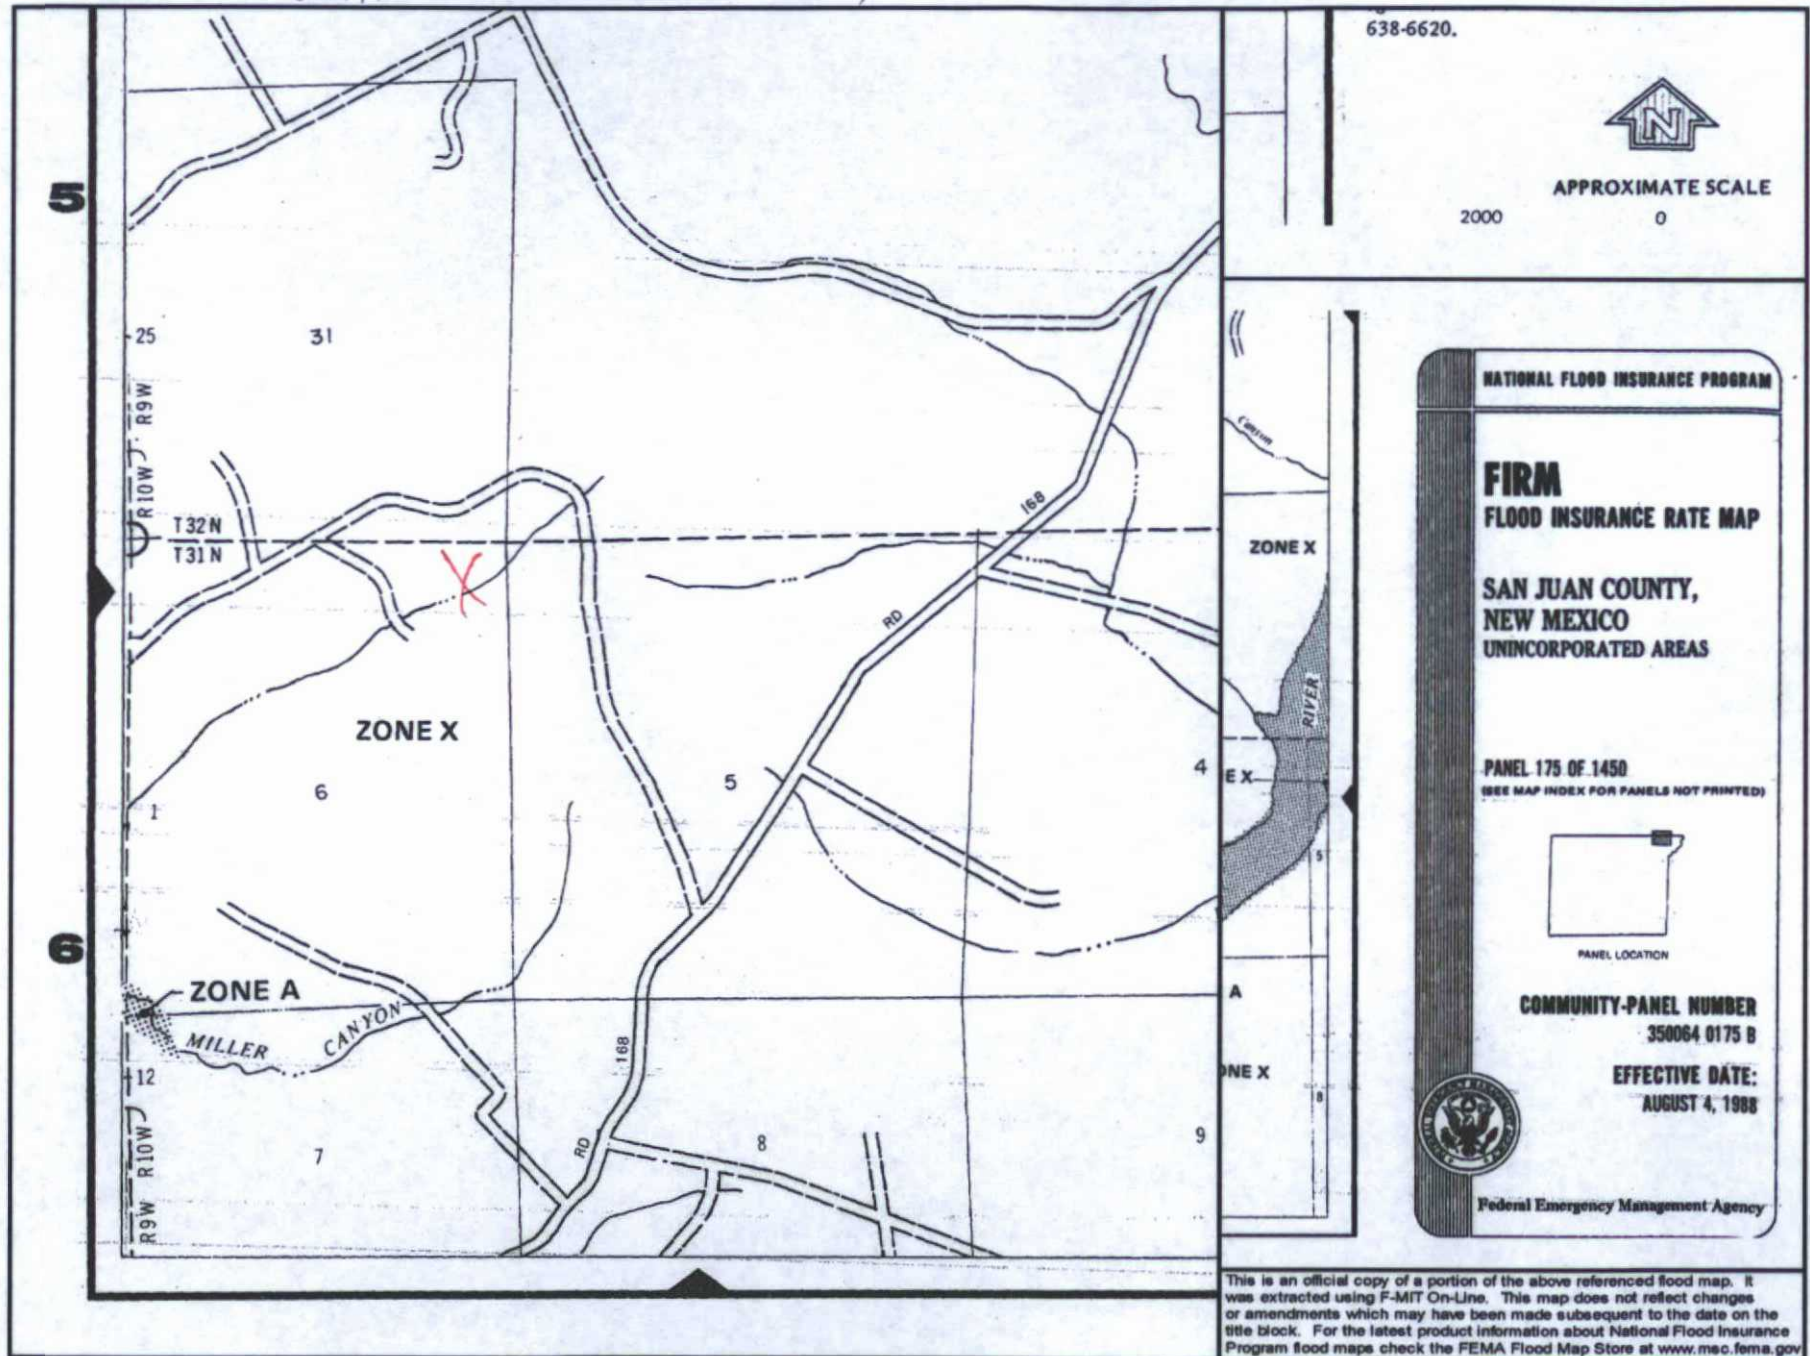 5
6
25
31
R10W R9W
T32N
T31N
X
168
RD
ZONE X
1
6
5
4
ZONE A
MILLER CANYON
12
168
RD
R9W R10W
7
8
9
638-6620.
N
APPROXIMATE SCALE
2000 0
Canyon
ZONE X
RIVER
E X
5
A
ONE X
8
NATIONAL FLOOD INSURANCE PROGRAM
FIRM
FLOOD INSURANCE RATE MAP
SAN JUAN COUNTY,
NEW MEXICO
UNINCORPORATED AREAS
PANEL 175 OF 1450
(SEE MAP INDEX FOR PANELS NOT PRINTED)
PANEL LOCATION
COMMUNITY-PANEL NUMBER
350064 0175 B
EFFECTIVE DATE:
AUGUST 4, 1988
Federal Emergency Management Agency
This is an official copy of a portion of the above referenced flood map. It
was extracted using F-MIT On-Line. This map does not reflect changes
or amendments which may have been made subsequent to the date on the
title block. For the latest product information about National Flood Insurance
Program flood maps check the FEMA Flood Map Store at www.msc.fema.gov